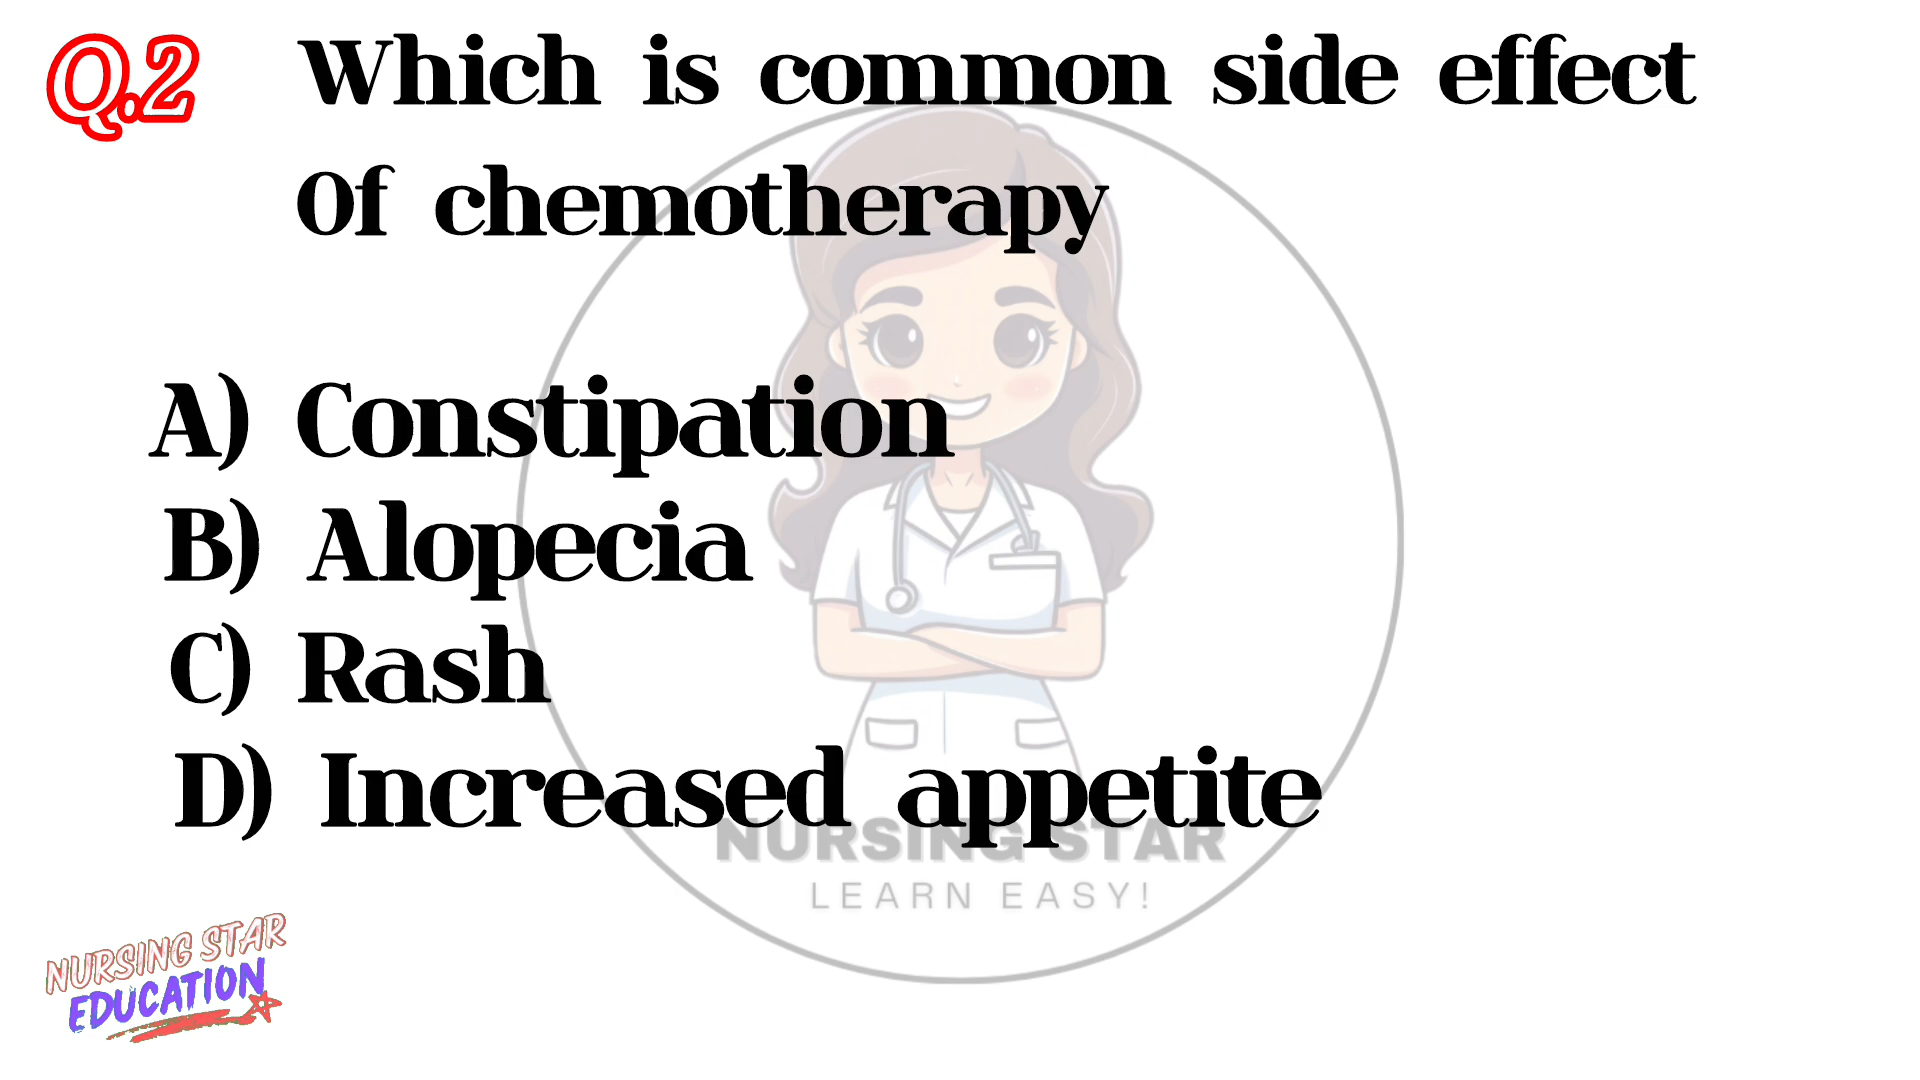 Q.2 Which is common side effect
Of chemotherapy
A) Constipation
B) Alopecia
C) Rash
D) Increased appetite
NURSING STAR
LEARN EASY!
NURSING STAR
EDUCATION